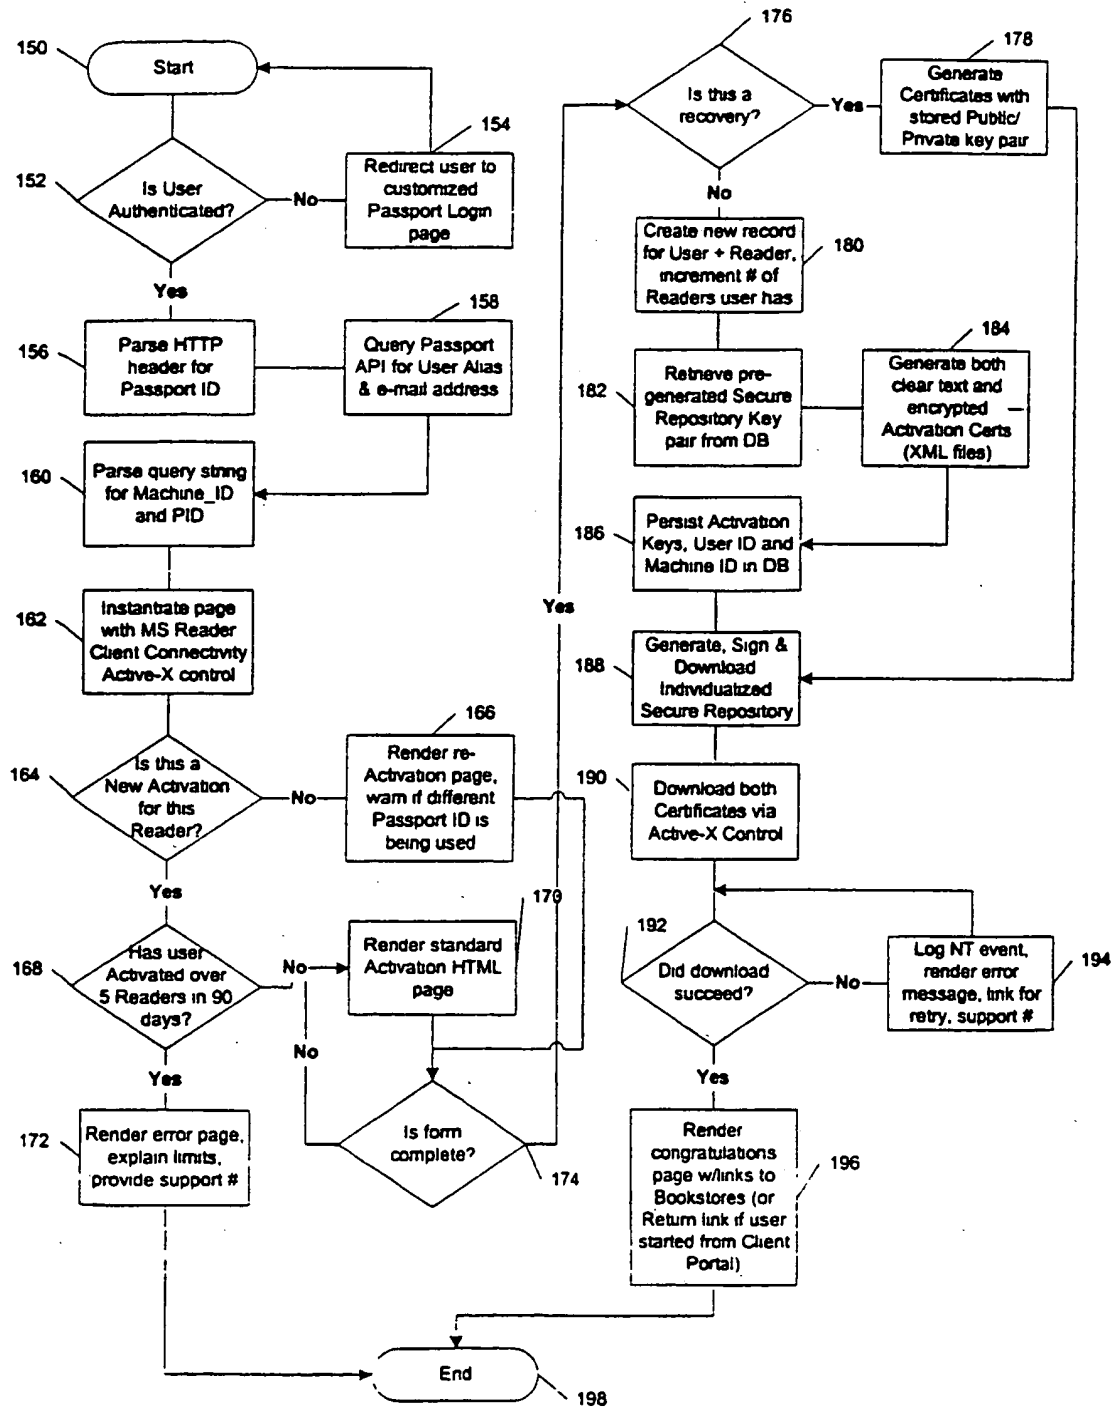 150
Start
152
Is User
Authenticated?
No
154
Redirect user to
customized
Passport Login
page
Yes
156
Parse HTTP
header for
Passport ID
158
Query Passport
API for User Alias
& e-mail address
160
Parse query string
for Machine_ID
and PID
162
Instantiate page
with MS Reader
Client Connectivity
Active-X control
164
Is this a
New Activation
for this
Reader?
No
166
Render re-
Activation page,
warn if different
Passport ID is
being used
Yes
168
Has user
Activated over
5 Readers in 90
days?
No
170
Render standard
Activation HTML
page
No
Yes
172
Render error page,
explain limits,
provide support #
Is form
complete?
174
Yes
176
Is this a
recovery?
Yes
178
Generate
Certificates with
stored Public/
Private key pair
No
180
Create new record
for User + Reader,
increment # of
Readers user has
182
Retrieve pre-
generated Secure
Repository Key
pair from DB
184
Generate both
clear text and
encrypted
Activation Certs
(XML files)
186
Persist Activation
Keys, User ID and
Machine ID in DB
188
Generate, Sign &
Download
Individualized
Secure Repository
190
Download both
Certificates via
Active-X Control
192
Did download
succeed?
No
194
Log NT event,
render error
message, link for
retry, support #
Yes
196
Render
congratulations
page w/links to
Bookstores (or
Return link if user
started from Client
Portal)
End
198